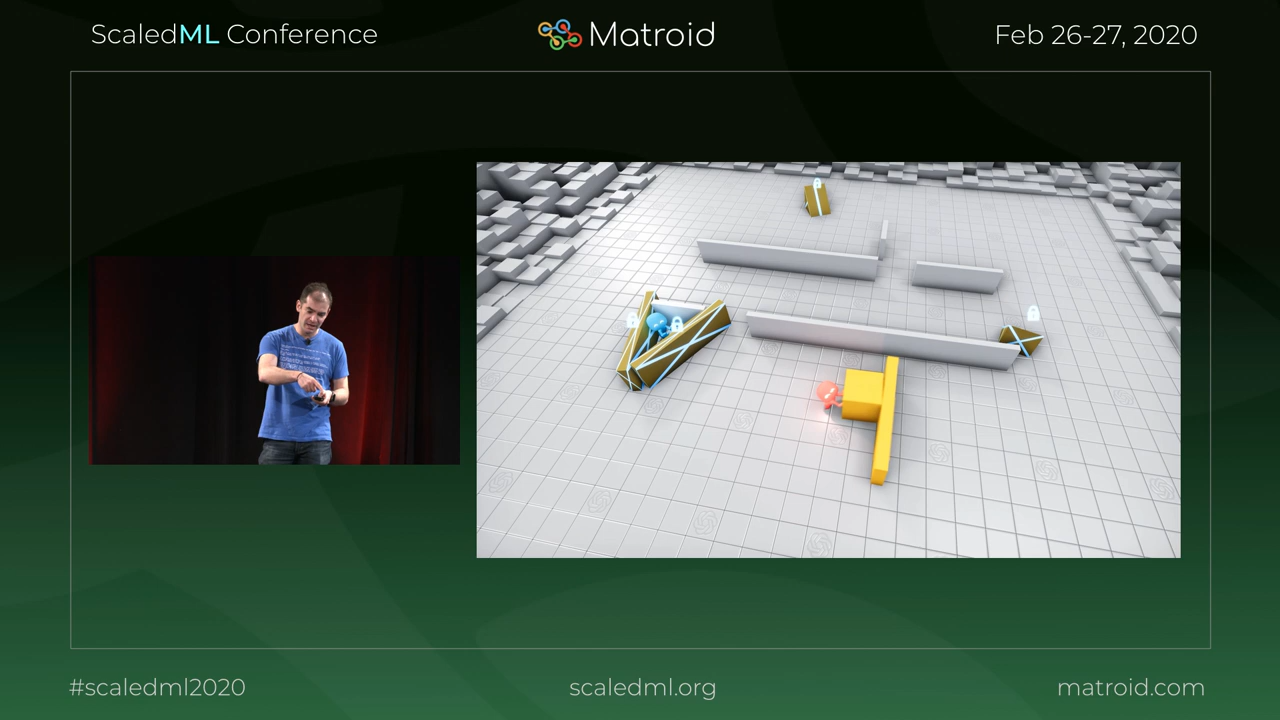 ScaledML Conference
Matroid
Feb 26-27, 2020
#scaledml2020
scaledml.org
matroid.com